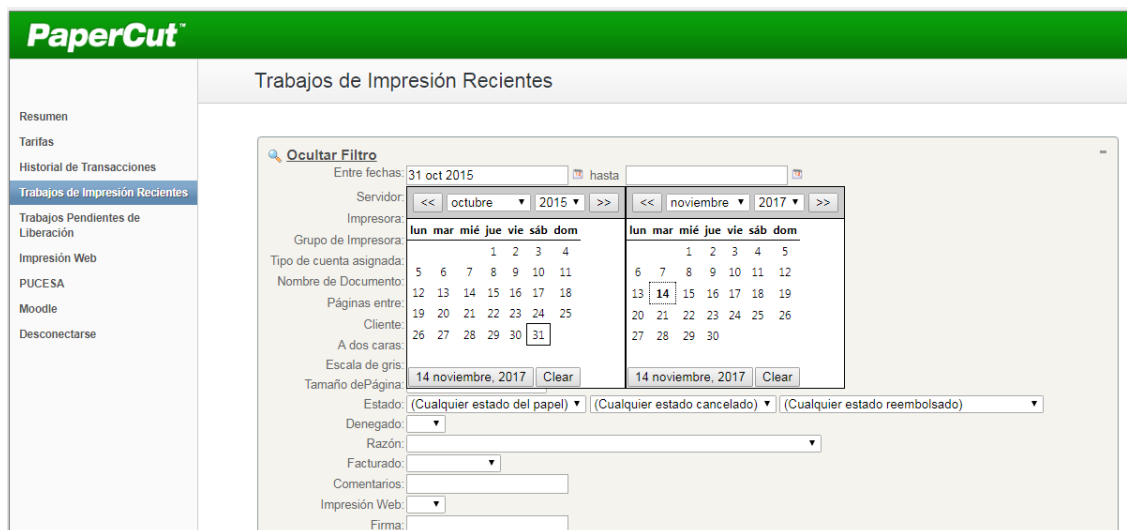 PaperCut™
Trabajos de Impresión Recientes
Resumen
Tarifas
Historial de Transacciones
Trabajos de Impresión Recientes
Trabajos Pendientes de
Liberación
Impresión Web
PUCESA
Moodle
Desconectarse
Ocultar Filtro
Entre fechas: 31 oct 2015 hasta
Servidor:
Impresora:
Grupo de Impresora:
Tipo de cuenta asignada:
Nombre de Documento:
Páginas entre:
Cliente:
A dos caras:
Escala de gris:
Tamaño dePágina:
<< octubre 2015 >>
lun mar mié jue vie sáb dom
1 2 3 4
5 6 7 8 9 10 11
12 13 14 15 16 17 18
19 20 21 22 23 24 25
26 27 28 29 30 31
14 noviembre, 2017 Clear
<< noviembre 2017 >>
lun mar mié jue vie sáb dom
1 2 3 4 5
6 7 8 9 10 11 12
13 14 15 16 17 18 19
20 21 22 23 24 25 26
27 28 29 30
14 noviembre, 2017 Clear
Estado: (Cualquier estado del papel) (Cualquier estado cancelado) (Cualquier estado reembolsado)
Denegado:
Razón:
Facturado:
Comentarios:
Impresión Web:
Firma: